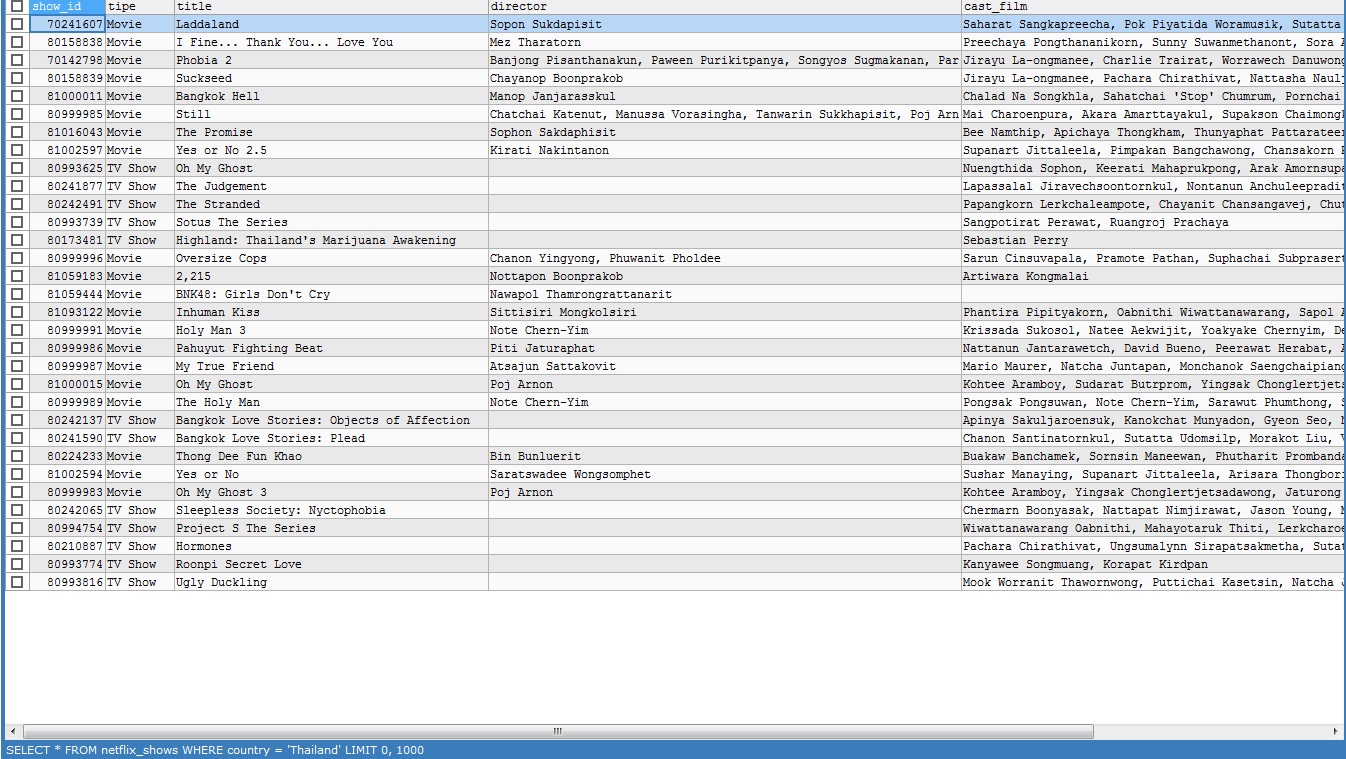 show_id tipe title director cast_film
70241607 Movie Laddaland Sopon Sukdapisit Saharat Sangkapreecha, Pok Piyatida Woramusik, Sutatta
80158838 Movie I Fine... Thank You... Love You Mez Tharatorn Preechaya Pongthananikorn, Sunny Suwanmethanont, Sora
70142798 Movie Phobia 2 Banjong Pisanthanakun, Paween Purikitpanya, Songyos Sugmakanan, Par Jirayu La-ongmanee, Charlie Trairat, Worrawech Danuwong
80158839 Movie Suckseed Chayanop Boonprakob Jirayu La-ongmanee, Pachara Chirathivat, Nattasha Naulj
81000011 Movie Bangkok Hell Manop Janjarasskul Chalad Na Songkhla, Sahatchai 'Stop' Chumrum, Pornchai
80999985 Movie Still Chatchai Katenut, Manussa Vorasingha, Tanwarin Sukkhapisit, Poj Arn Mai Charoenpura, Akara Amarttayakul, Supakson Chaimongl
81016043 Movie The Promise Sophon Sakdaphisit Bee Namthip, Apichaya Thongkham, Thunyaphat Pattarateer
81002597 Movie Yes or No 2.5 Kirati Nakintanon Supanart Jittaleela, Pimpakan Bangchawong, Chansakorn
80993625 TV Show Oh My Ghost Nuengthida Sophon, Keerati Mahaprukpong, Arak Amornsupa
80241877 TV Show The Judgement Lapassalal Jiravechsoontornkul, Nontanun Anchuleepradit
80242491 TV Show The Stranded Papangkorn Lerkchaleampote, Chayanit Chansangavej, Chut
80993739 TV Show Sotus The Series Sangpotirat Perawat, Ruangroj Prachaya
80173481 TV Show Highland: Thailand's Marijuana Awakening Sebastian Perry
80999996 Movie Oversize Cops Chanon Yingyong, Phuwanit Pholdee Sarun Cinsuvapala, Pramote Pathan, Suphachai Subprasert
81059183 Movie 2,215 Nottapon Boonprakob Artiwara Kongmalai
81059444 Movie BNK48: Girls Don't Cry Nawapol Thamrongrattanarit
81093122 Movie Inhuman Kiss Sittisiri Mongkolsiri Phantira Pipityakorn, Oabnithi Wiwattanawarang, Sapol
80999991 Movie Holy Man 3 Note Chern-Yim Krissada Sukosol, Natee Aekwijit, Yoakyake Chernyim, De
80999986 Movie Pahuyut Fighting Beat Piti Jaturaphat Nattanun Jantarawetch, David Bueno, Peerawat Herabat,
80999987 Movie My True Friend Atsajun Sattakovit Mario Maurer, Natcha Juntapan, Monchanok Saengchaipiang
81000015 Movie Oh My Ghost Poj Arnon Kohtee Aramboy, Sudarat Butrprom, Yingsak Chonglertjets
80999989 Movie The Holy Man Note Chern-Yim Pongsak Pongsuwan, Note Chern-Yim, Sarawut Phumthong,
80242137 TV Show Bangkok Love Stories: Objects of Affection Apinya Sakuljaroensuk, Kanokchat Munyadon, Gyeon Seo,
80241590 TV Show Bangkok Love Stories: Plead Chanon Santinatornkul, Sutatta Udomsilp, Morakot Liu,
80224233 Movie Thong Dee Fun Khao Bin Bunluerit Buakaw Banchamek, Sornsin Maneewan, Phutharit Prombanda
81002594 Movie Yes or No Saratswadee Wongsomphet Sushar Manaying, Supanart Jittaleela, Arisara Thongbori
80999983 Movie Oh My Ghost 3 Poj Arnon Kohtee Aramboy, Yingsak Chonglertjetsadawong, Jaturong
80242065 TV Show Sleepless Society: Nyctophobia Chermarn Boonyasak, Nattapat Nimjirawat, Jason Young,
80994754 TV Show Project S The Series Wiwattanawarang Oabnithi, Mahayotaruk Thiti, Lerkcharoe
80210887 TV Show Hormones Pachara Chirathivat, Ungsumalynn Sirapatsakmetha, Sutat
80993774 TV Show Roonpi Secret Love Kanyawee Songmuang, Korapat Kirdpan
80993816 TV Show Ugly Duckling Mook Worranit Thawornwong, Puttichai Kasetsin, Natcha
SELECT * FROM netflix_shows WHERE country = 'Thailand' LIMIT 0, 1000